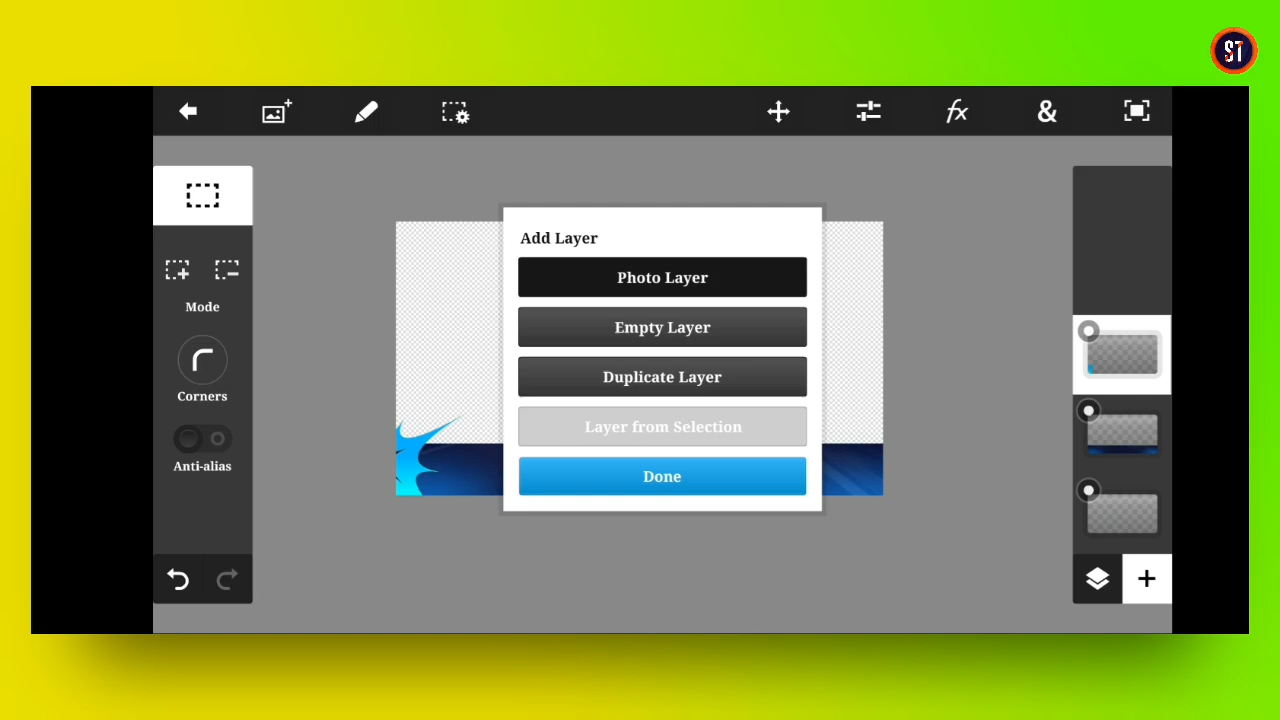 ST
fx
&
Add Layer
Photo Layer
Empty Layer
Duplicate Layer
Layer from Selection
Done
Mode
Corners
Anti-alias